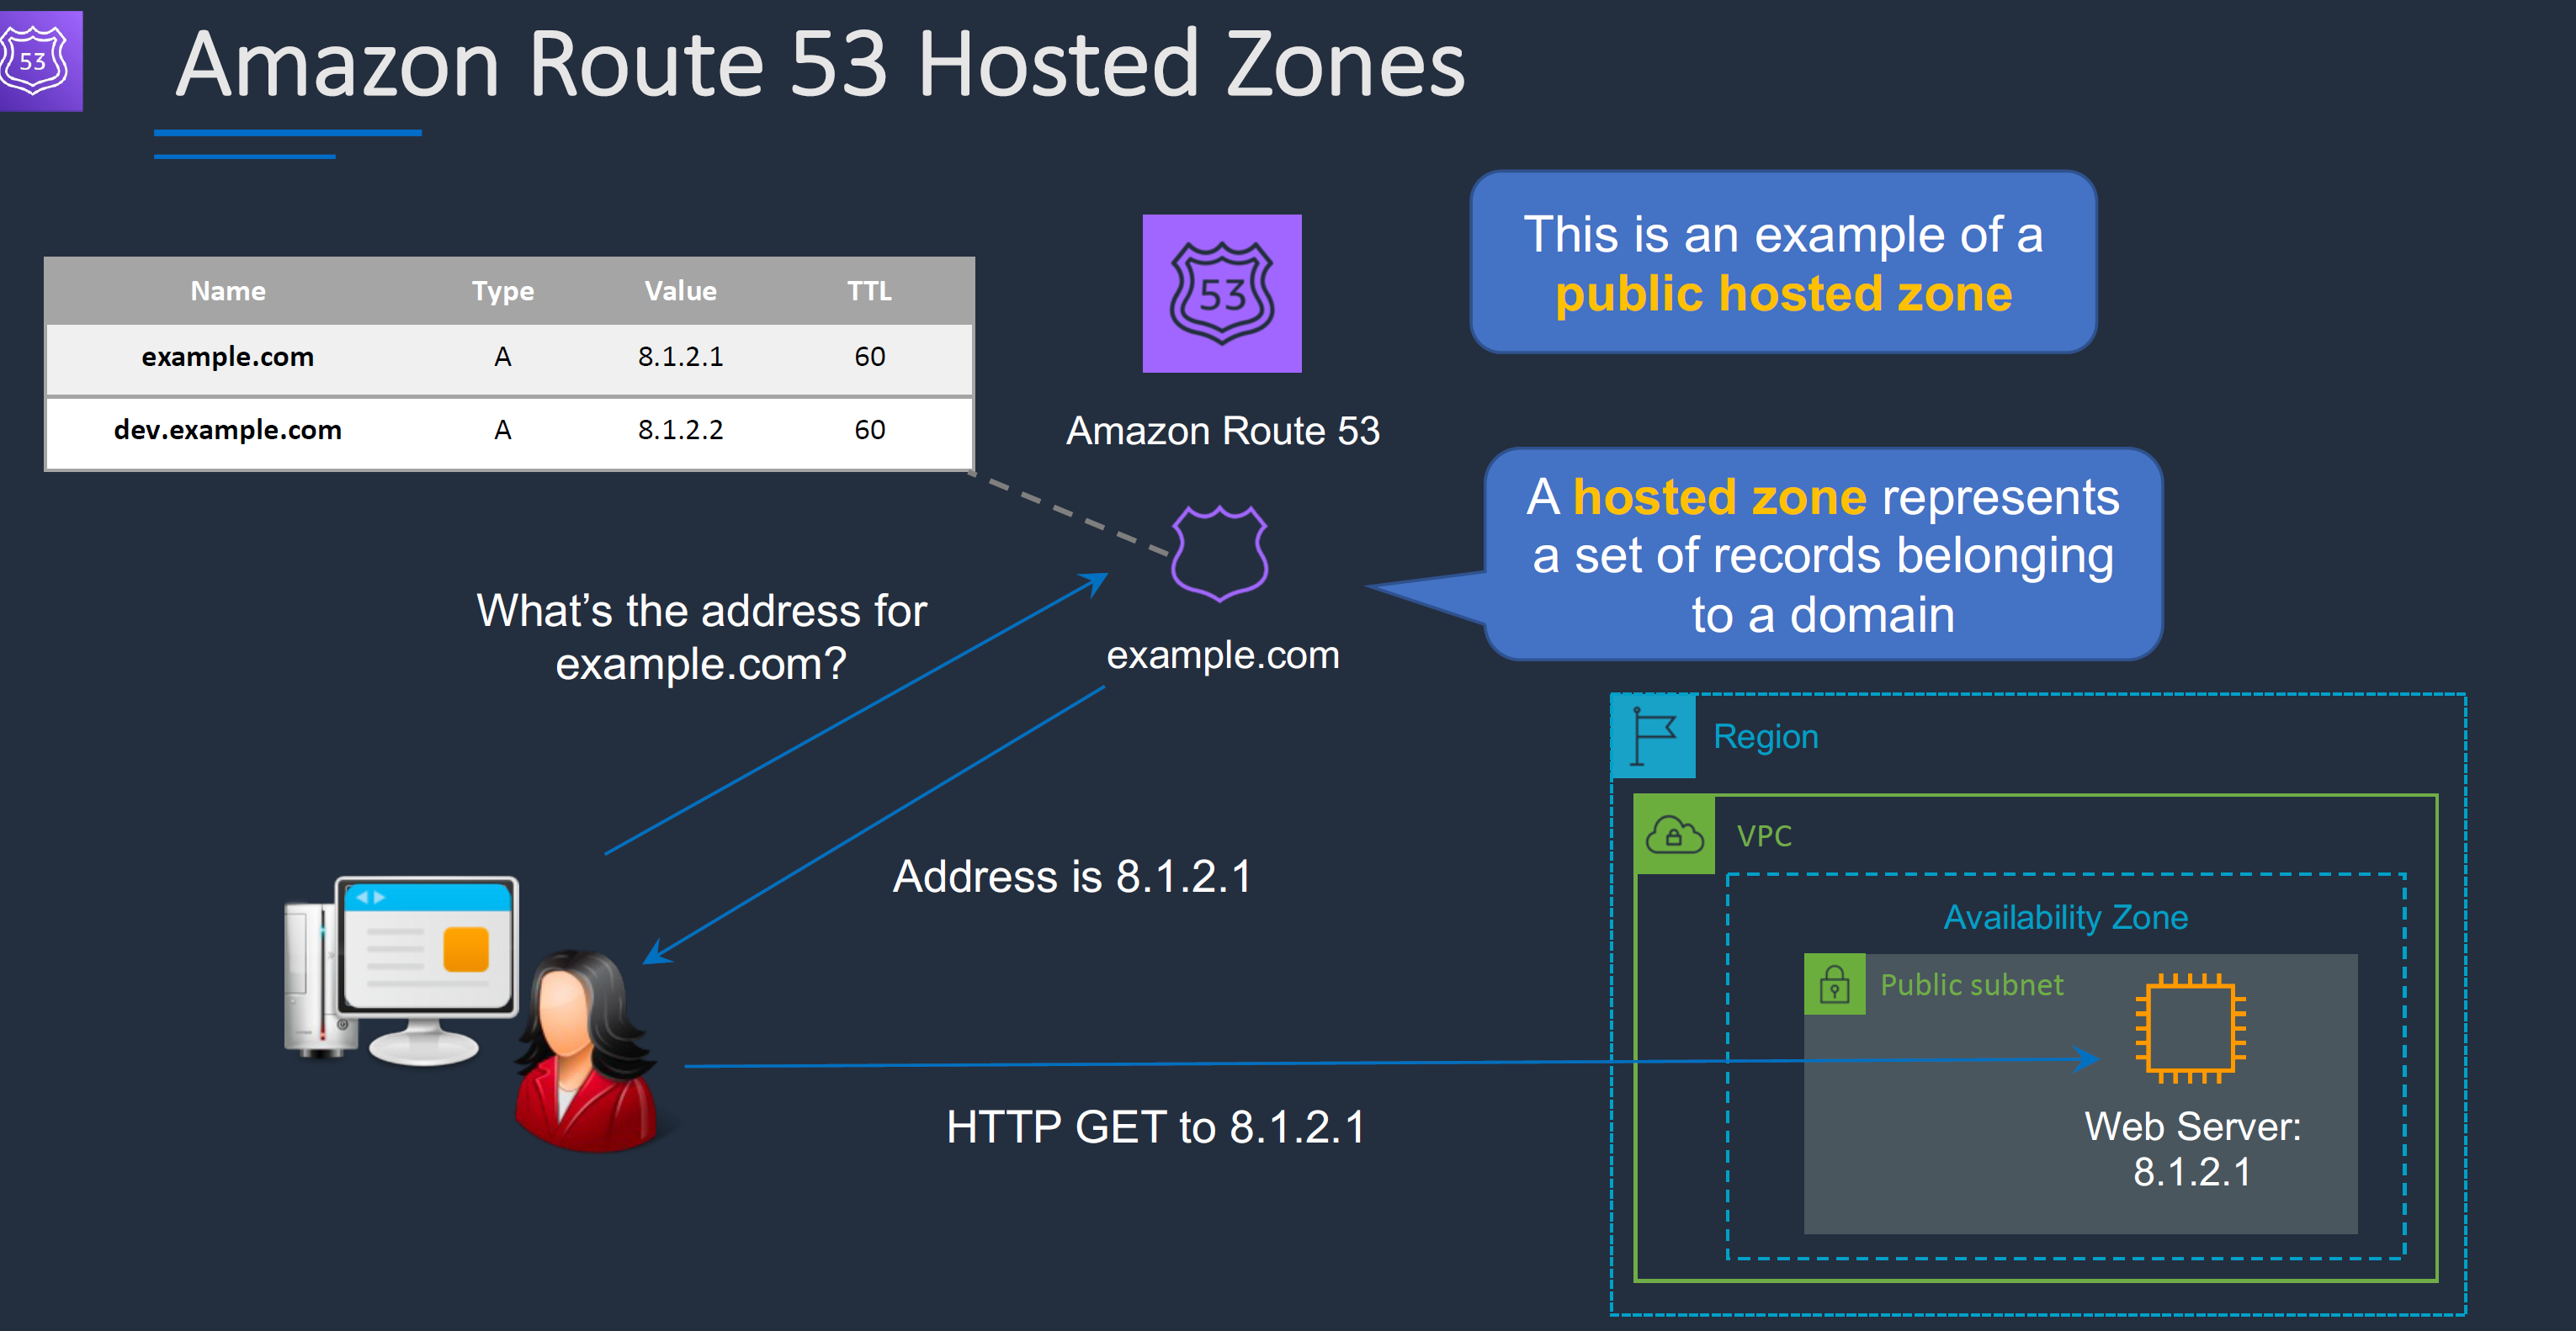 53
Amazon Route 53 Hosted Zones
This is an example of a
public hosted zone
Name Type Value TTL
example.com A 8.1.2.1 60
dev.example.com A 8.1.2.2 60
53
Amazon Route 53
A hosted zone represents
a set of records belonging
to a domain
What’s the address for
example.com?
example.com
Region
VPC
Address is 8.1.2.1
Availability Zone
Public subnet
HTTP GET to 8.1.2.1
Web Server:
8.1.2.1